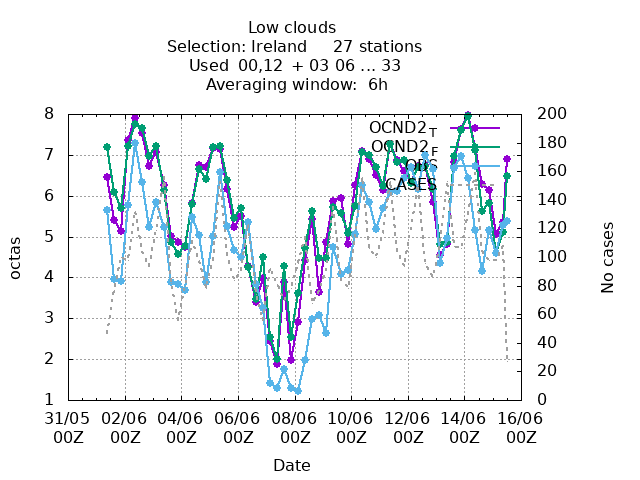 Low clouds
Selection: Ireland 27 stations
Used 00,12 + 03 06 ... 33
Averaging window: 6h
8
7
6
5
4
3
2
1
octas
200
180
160
140
120
100
80
60
40
20
0
No cases
OCND2 T
OCND2 F
OBS
CASES
31/05 02/06 04/06 06/06 08/06 10/06 12/06 14/06 16/06
00Z 00Z 00Z 00Z 00Z 00Z 00Z 00Z 00Z
Date